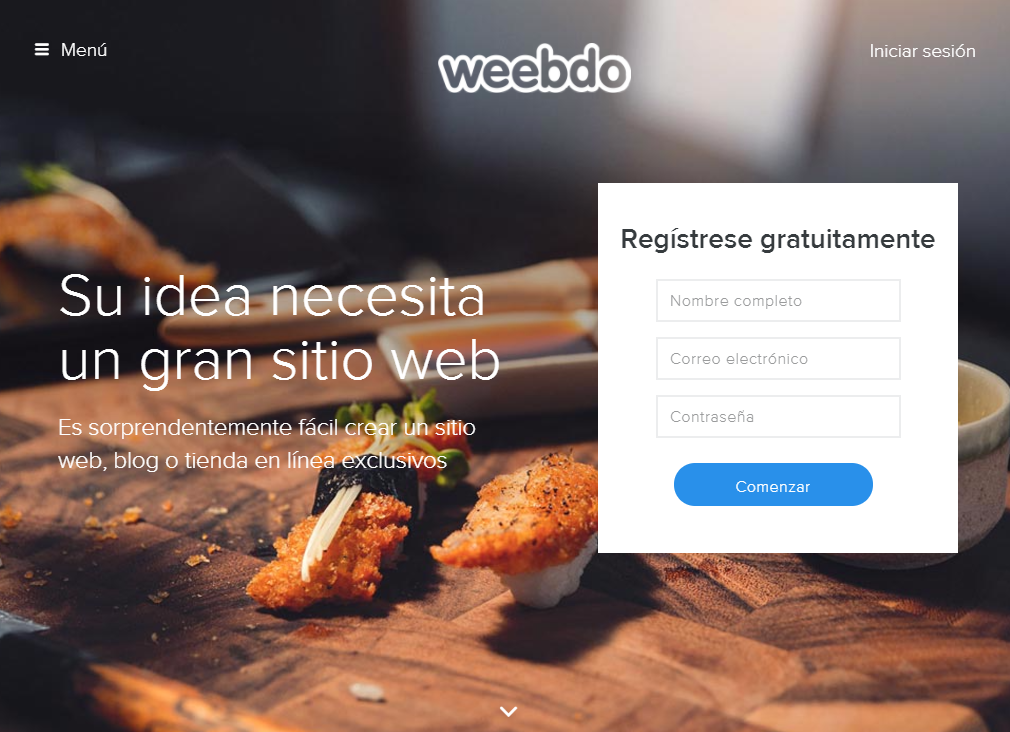 Menú
weebdo
Iniciar sesión
Su idea necesita
un gran sitio web
Es sorprendentemente fácil crear un sitio
web, blog o tienda en línea exclusivos
Regístrese gratuitamente
Nombre completo
Correo electrónico
Contraseña
Comenzar